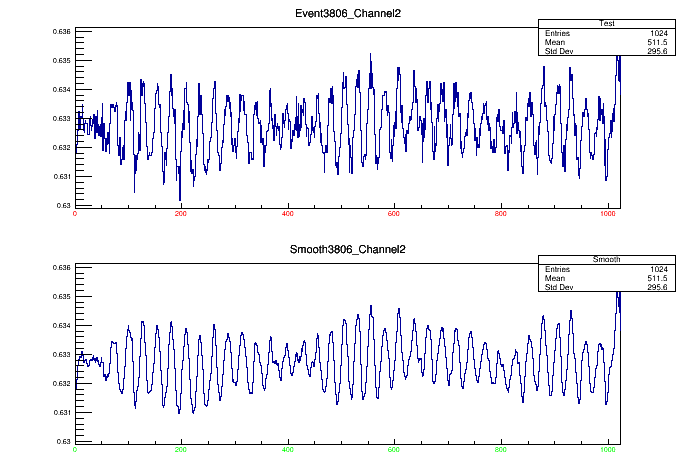 Event3806_Channel2
Test
Entries 1024
Mean 511.5
Std Dev 295.6
0.636
0.635
0.634
0.633
0.632
0.631
0.63
0 200 400 600 800 1000
Smooth3806_Channel2
Smooth
Entries 1024
Mean 511.5
Std Dev 295.6
0.636
0.635
0.634
0.633
0.632
0.631
0.63
0 200 400 600 800 1000